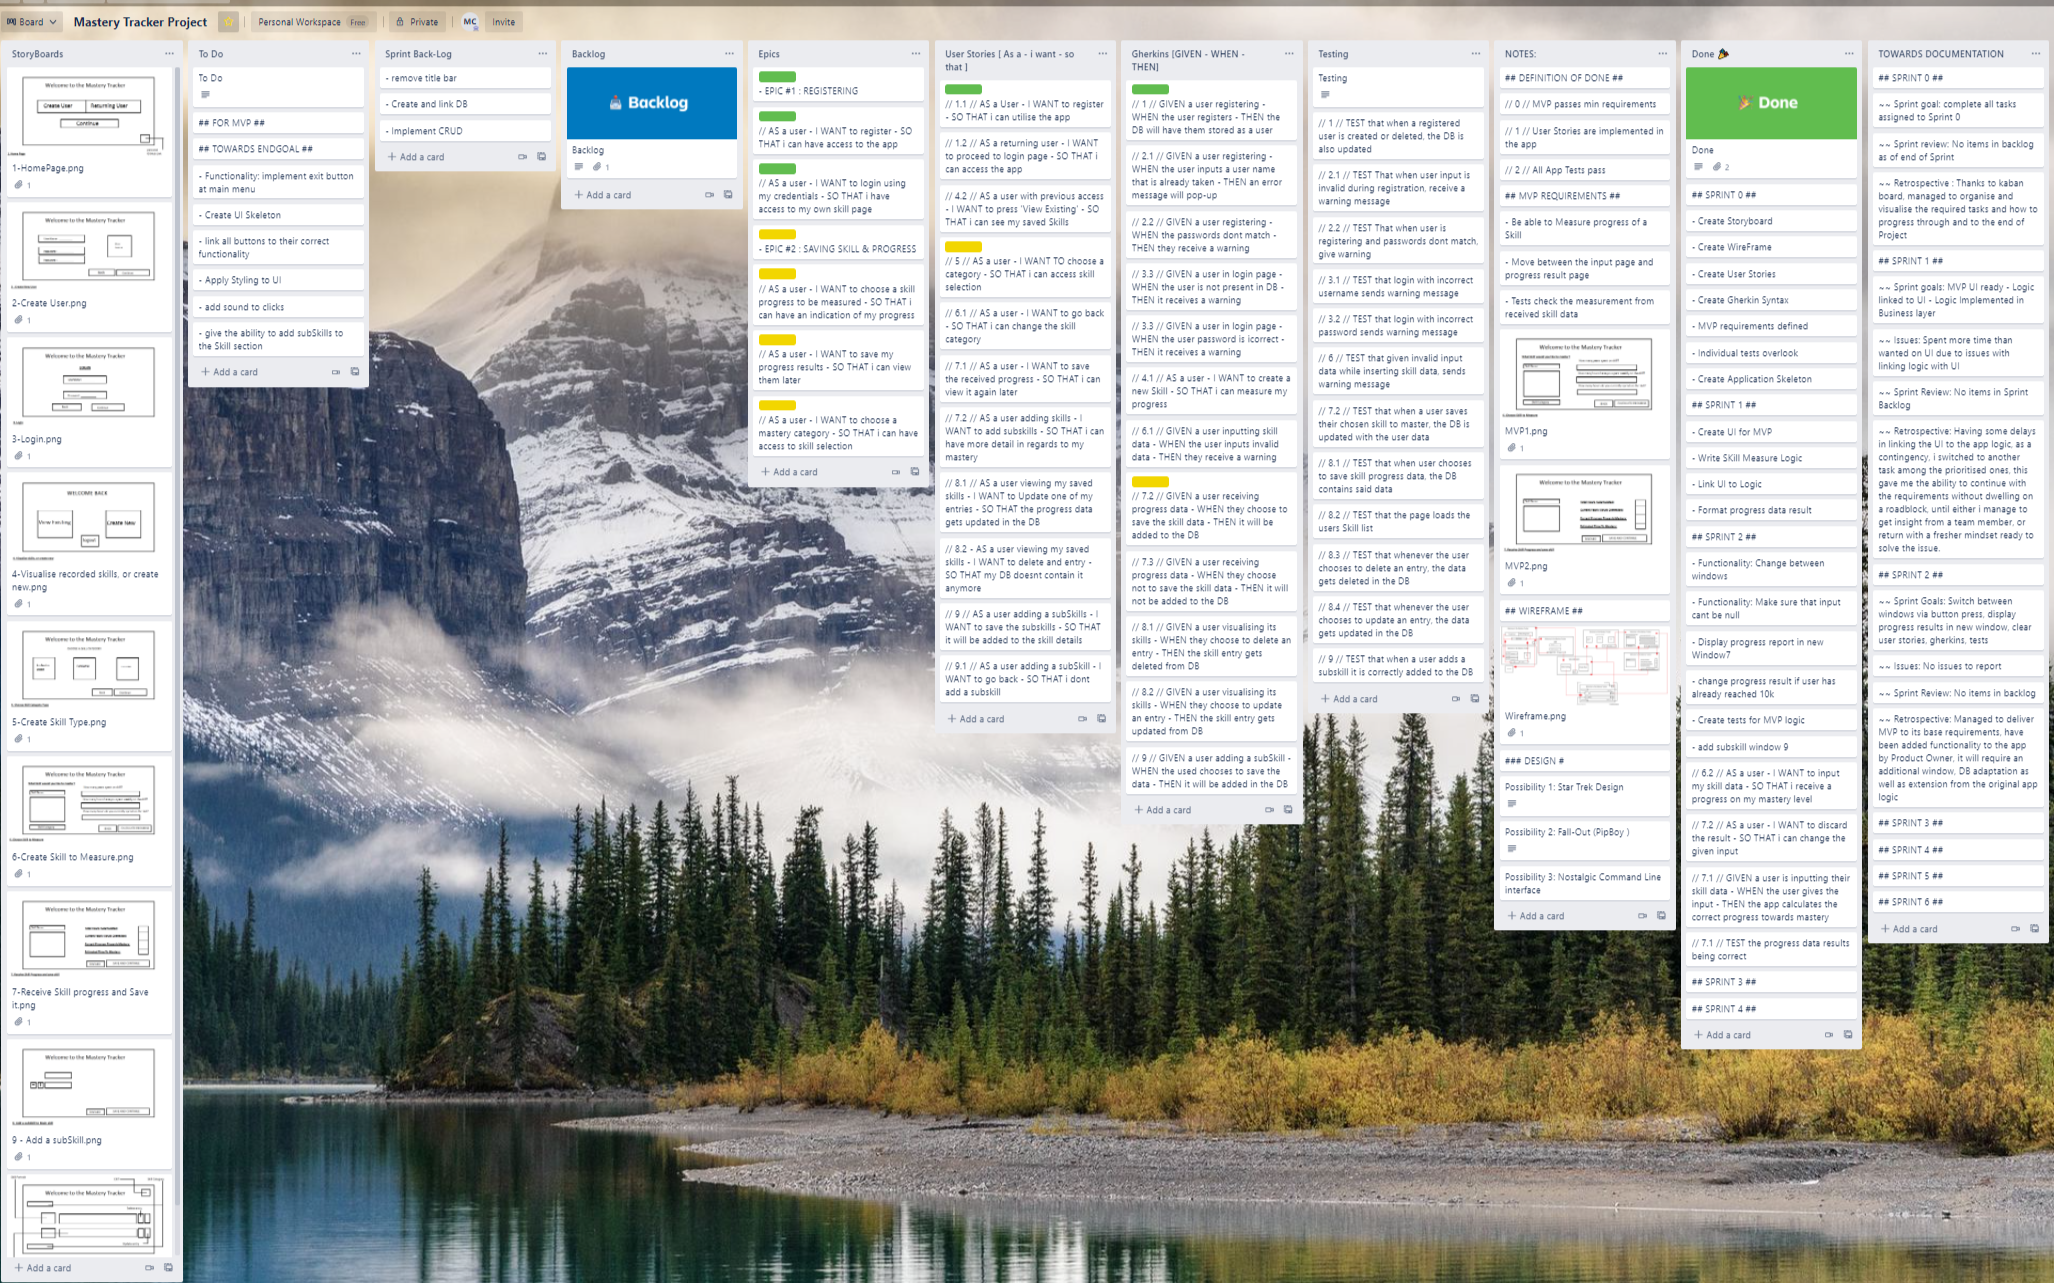 Board
Mastery Tracker Project
Personal Workspace Free
Private
MC
Invite
StoryBoards
Welcome to the Mastery Tracker
Create User
Returning User
Continue
1-HomePage.png
1
Welcome to the Mastery Tracker
2-Create User.png
1
Welcome to the Mastery Tracker
3-Login.png
1
WELCOME BACK
View Existing
Create New
logout
4-Visualise recorded skills, or create
new.png
1
Welcome to the Mastery Tracker
5-Create Skill Type.png
1
Welcome to the Mastery Tracker
6-Create Skill to Measure.png
1
Welcome to the Mastery Tracker
7-Receive Skill progress and Save
it.png
1
Welcome to the Mastery Tracker
9 - Add a subSkill.png
1
Welcome to the Mastery Tracker
+ Add a card
To Do
To Do
## FOR MVP ##
## TOWARDS ENDGOAL ##
- Functionality: implement exit button
at main menu
- Create UI Skeleton
- link all buttons to their correct
functionality
- Apply Styling to UI
- add sound to clicks
- give the ability to add subSkills to
the Skill section
+ Add a card
Sprint Back-Log
- remove title bar
- Create and link DB
- Implement CRUD
+ Add a card
Backlog
Backlog
Backlog
1
+ Add a card
Epics
- EPIC #1 : REGISTERING
// AS a user - I WANT to register - SO
THAT i can have access to the app
// AS a user - I WANT to login using
my credentials - SO THAT i have
access to my own skill page
- EPIC #2 : SAVING SKILL & PROGRESS
// AS a user - I WANT to choose a skill
progress to be measured - SO THAT i
can have an indication of my progress
// AS a user - I WANT to save my
progress results - SO THAT i can view
them later
// AS a user - I WANT to choose a
mastery category - SO THAT i can have
access to skill selection
+ Add a card
User Stories [ As a - i want - so
that ]
// 1.1 // AS a User - I WANT to register
- SO THAT i can utilise the app
// 1.2 // AS a returning user - I WANT
to proceed to login page - SO THAT i
can access the app
// 4.2 // AS a user with previous access
- I WANT to press 'View Existing' - SO
THAT i can see my saved Skills
// 5 // AS a user - I WANT TO choose a
category - SO THAT i can access skill
selection
// 6.1 // AS a user - I WANT to go back
- SO THAT i can change the skill
category
// 7.1 // AS a user - I WANT to save
the received progress - SO THAT i can
view it again later
// 7.2 // AS a user adding skills - I
WANT to add subskills - SO THAT i can
have more detail in regards to my
mastery
// 8.1 // AS a user viewing my saved
skills - I WANT to Update one of my
entries - SO THAT the progress data
gets updated in the DB
// 8.2 - AS a user viewing my saved
skills - I WANT to delete and entry -
SO THAT my DB doesnt contain it
anymore
// 9 // AS a user adding a subSkills - I
WANT to save the subskills - SO THAT
it will be added to the skill details
// 9.1 // AS a user adding a subSkill - I
WANT to go back - SO THAT i dont
add a subskill
+ Add a card
Gherkins [GIVEN - WHEN -
THEN]
// 1 // GIVEN a user registering -
WHEN the user registers - THEN the
DB will have them stored as a user
// 2.1 // GIVEN a user registering -
WHEN the user inputs a user name
that is already taken - THEN an error
message will pop-up
// 2.2 // GIVEN a user registering -
WHEN the passwords dont match -
THEN they receive a warning
// 3.3 // GIVEN a user in login page -
WHEN the user is not present in DB -
THEN it receives a warning
// 3.3 // GIVEN a user in login page -
WHEN the user password is icorrect -
THEN it receives a warning
// 4.1 // AS a user - I WANT to create a
new Skill - SO THAT i can measure my
progress
// 6.1 // GIVEN a user inputting skill
data - WHEN the user inputs invalid
data - THEN they receive a warning
// 7.2 // GIVEN a user receiving
progress data - WHEN they choose to
save the skill data - THEN it will be
added to the DB
// 7.3 // GIVEN a user receiving
progress data - WHEN they choose
not to save the skill data - THEN it will
not be added to the DB
// 8.1 // GIVEN a user visualising its
skills - WHEN they choose to delete an
entry - THEN the skill entry gets
deleted from DB
// 8.2 // GIVEN a user visualising its
skills - WHEN they choose to update
an entry - THEN the skill entry gets
updated from DB
// 9 // GIVEN a user adding a subSkill -
WHEN the used chooses to save the
data - THEN it will be added in the DB
+ Add a card
Testing
Testing
// 1 // TEST that when a registered
user is created or deleted, the DB is
also updated
// 2.1 // TEST That when user input is
invalid during registration, receive a
warning message
// 2.2 // TEST That when user is
registering and passwords dont match,
give warning
// 3.1 // TEST that login with incorrect
username sends warning message
// 3.2 // TEST that login with incorrect
password sends warning message
// 6 // TEST that given invalid input
data while inserting skill data, sends
warning message
// 7.2 // TEST that when a user saves
their chosen skill to master, the DB is
updated with the user data
// 8.1 // TEST that when user chooses
to save skill progress data, the DB
contains said data
// 8.2 // TEST that the page loads the
users Skill list
// 8.3 // TEST that whenever the user
chooses to delete an entry, the data
gets deleted in the DB
// 8.4 // TEST that whenever the user
chooses to update an entry, the data
gets updated in the DB
// 9 // TEST that when a user adds a
subskill it is correctly added to the DB
+ Add a card
NOTES:
## DEFINITION OF DONE ##
// 0 // MVP passes min requirements
// 1 // User Stories are implemented in
the app
// 2 // All App Tests pass
## MVP REQUIREMENTS ##
- Be able to Measure progress of a
Skill
- Move between the input page and
progress result page
- Tests check the measurement from
received skill data
Welcome to the Mastery Tracker
MVP1.png
1
Welcome to the Mastery Tracker
MVP2.png
1
## WIREFRAME ##
Wireframe.png
1
### DESIGN #
Possibility 1: Star Trek Design
Possibility 2: Fall-Out (PipBoy )
Possibility 3: Nostalgic Command Line
interface
+ Add a card
Done
Done
Done
2
## SPRINT 0 ##
- Create Storyboard
- Create WireFrame
- Create User Stories
- Create Gherkin Syntax
- MVP requirements defined
- Individual tests overlook
- Create Application Skeleton
## SPRINT 1 ##
- Create UI for MVP
- Write SKill Measure Logic
- Link UI to Logic
- Format progress data result
## SPRINT 2 ##
- Functionality: Change between
windows
- Functionality: Make sure that input
cant be null
- Display progress report in new
Window7
- change progress result if user has
already reached 10k
- Create tests for MVP logic
- add subskill window 9
// 6.2 // AS a user - I WANT to input
my skill data - SO THAT i receive a
progress on my mastery level
// 7.2 // AS a user - I WANT to discard
the result - SO THAT i can change the
given input
// 7.1 // GIVEN a user is inputting their
skill data - WHEN the user gives the
input - THEN the app calculates the
correct progress towards mastery
// 7.1 // TEST the progress data results
being correct
## SPRINT 3 ##
## SPRINT 4 ##
+ Add a card
TOWARDS DOCUMENTATION
## SPRINT 0 ##
~~ Sprint goal: complete all tasks
assigned to Sprint 0
~~ Sprint review: No items in backlog
as of end of Sprint
~~ Retrospective : Thanks to kaban
board, managed to organise and
visualise the required tasks and how to
progress through and to the end of
Project
## SPRINT 1 ##
~~ Sprint goals: MVP UI ready - Logic
linked to UI - Logic Implemented in
Business layer
~~ Issues: Spent more time than
wanted on UI due to issues with
linking logic with UI
~~ Sprint Review: No items in Sprint
Backlog
~~ Retrospective: Having some delays
in linking the UI to the app logic, as a
contingency, i switched to another
task among the prioritised ones, this
gave me the ability to continue with
the requirements without dwelling on
a roadblock, until either i manage to
get insight from a team member, or
return with a fresher mindset ready to
solve the issue.
## SPRINT 2 ##
~~ Sprint Goals: Switch between
windows via button press, display
progress results in new window, clear
user stories, gherkins, tests
~~ Issues: No issues to report
~~ Sprint Review: No items in backlog
~~ Retrospective: Managed to deliver
MVP to its base requirements, have
been added functionality to the app
by Product Owner, it will require an
additional window, DB adaptation as
well as extension from the original app
logic
## SPRINT 3 ##
## SPRINT 4 ##
## SPRINT 5 ##
## SPRINT 6 ##
+ Add a card